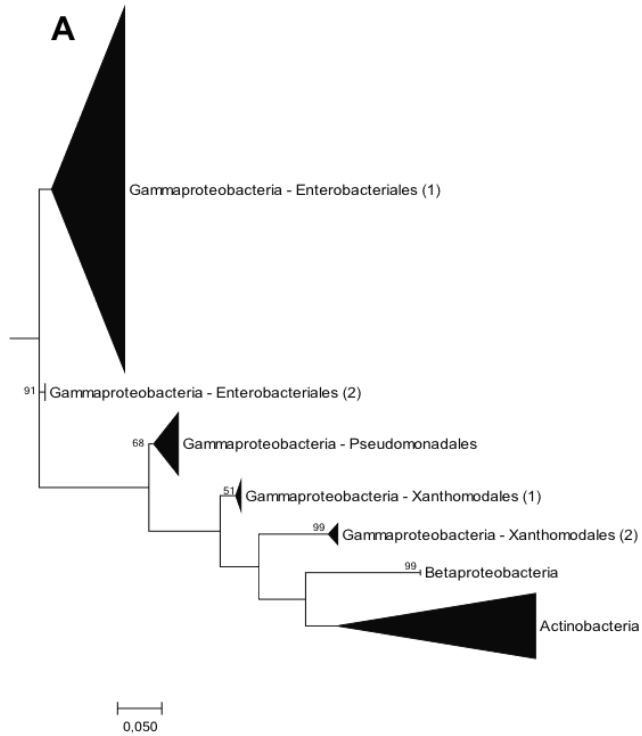 A
Gammaproteobacteria - Enterobacteriales (1)
91
Gammaproteobacteria - Enterobacteriales (2)
68
Gammaproteobacteria - Pseudomonadales
51
Gammaproteobacteria - Xanthomodales (1)
99
Gammaproteobacteria - Xanthomodales (2)
99
Betaproteobacteria
Actinobacteria
0,050